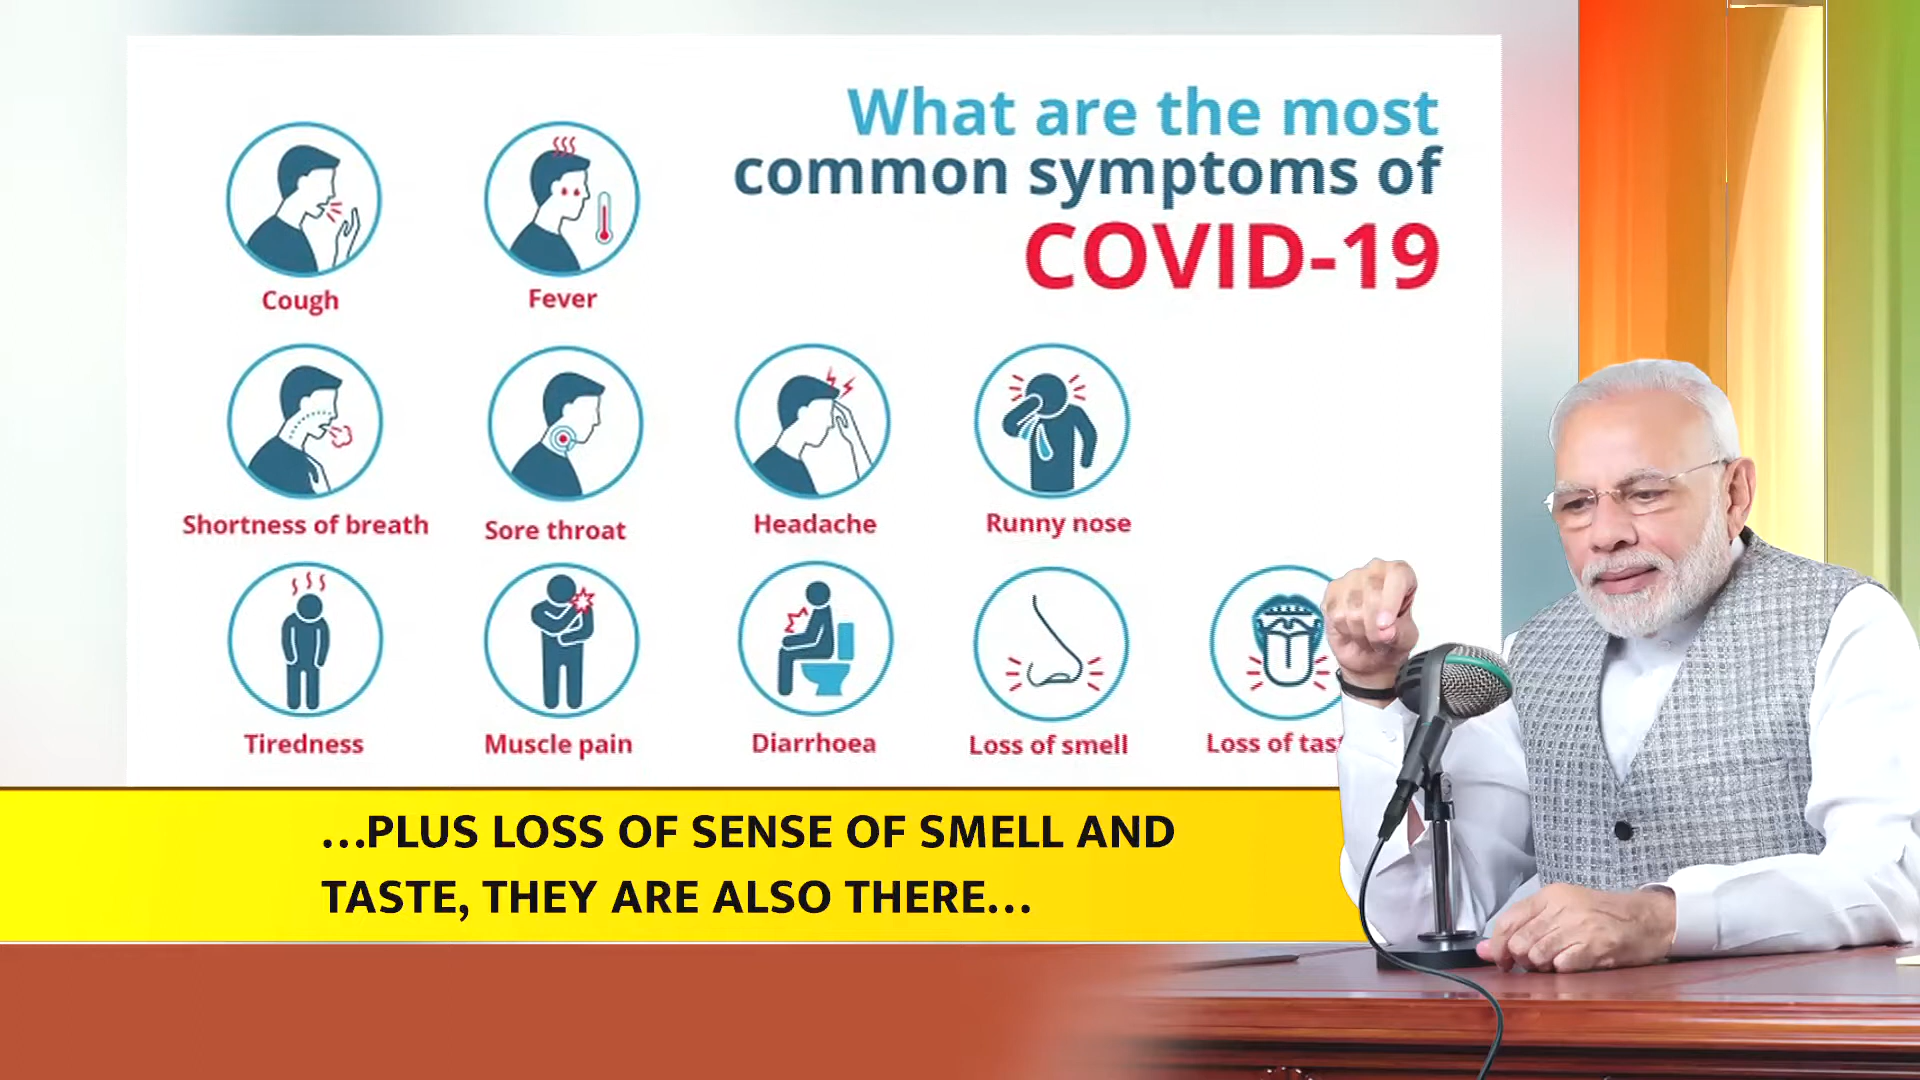 What are the most
common symptoms of
COVID-19
Cough
Fever
Shortness of breath
Sore throat
Headache
Runny nose
Tiredness
Muscle pain
Diarrhoea
Loss of smell
Loss of
...PLUS LOSS OF SENSE OF SMELL AND
TASTE, THEY ARE ALSO THERE...